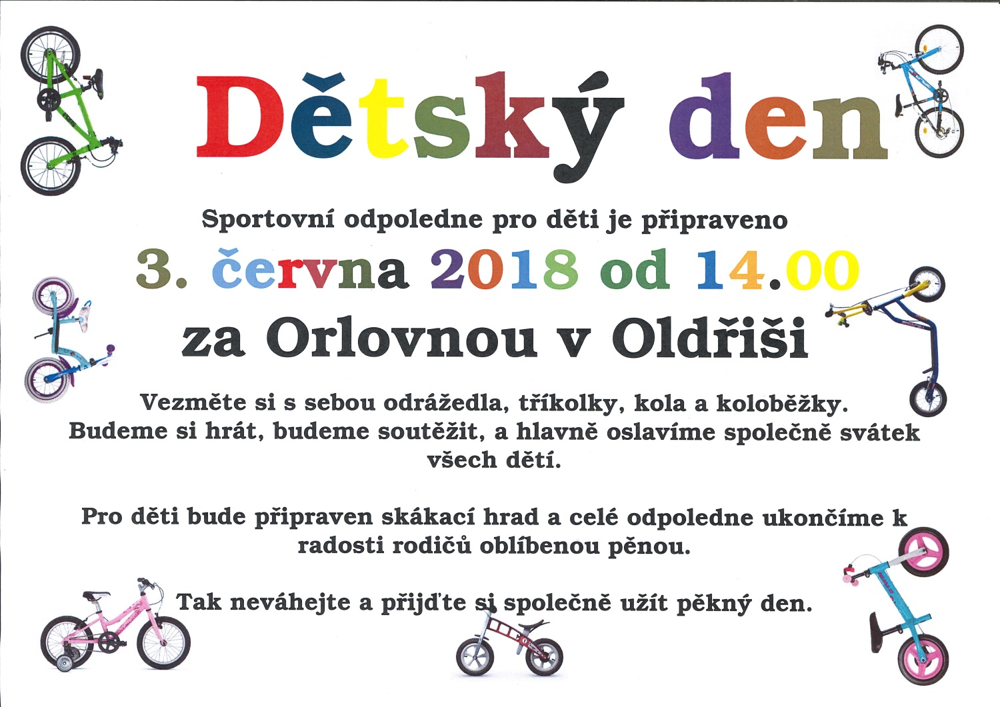 Dětský den
Sportovní odpoledne pro děti je připraveno
3. června 2018 od 14.00
za Orlovnou v Oldřiši
Vezměte si s sebou odrážedla, tříkolky, kola a koloběžky.
Budeme si hrát, budeme soutěžit, a hlavně oslavíme společně svátek
všech dětí.
Pro děti bude připraven skákací hrad a celé odpoledne ukončíme k
radosti rodičů oblíbenou pěnou.
Tak neváhejte a přijďte si společně užít pěkný den.